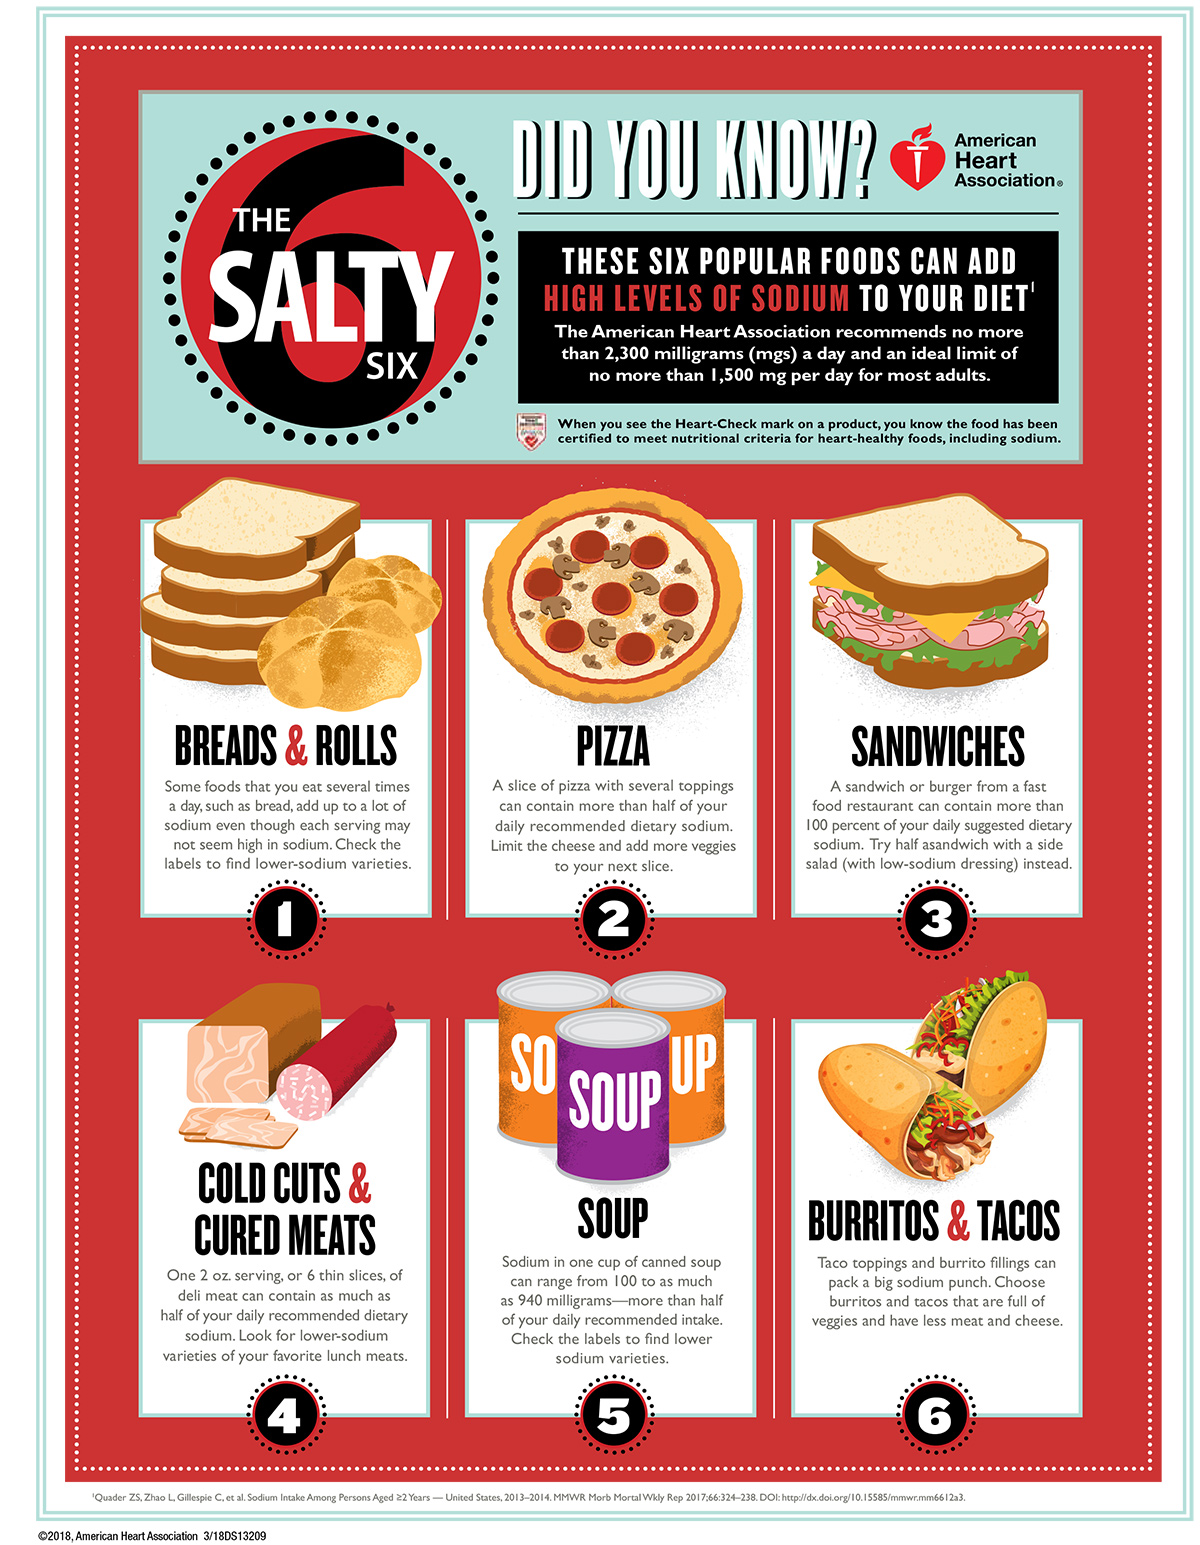 THE
SALTY
SIX
DID YOU KNOW?
American
Heart
Association®
THESE SIX POPULAR FOODS CAN ADD
HIGH LEVELS OF SODIUM TO YOUR DIET¹
The American Heart Association recommends no more
than 2,300 milligrams (mgs) a day and an ideal limit of
no more than 1,500 mg per day for most adults.
When you see the Heart-Check mark on a product, you know the food has been
certified to meet nutritional criteria for heart-healthy foods, including sodium.
BREADS & ROLLS
Some foods that you eat several times
a day, such as bread, add up to a lot of
sodium even though each serving may
not seem high in sodium. Check the
labels to find lower-sodium varieties.
1
PIZZA
A slice of pizza with several toppings
can contain more than half of your
daily recommended dietary sodium.
Limit the cheese and add more veggies
to your next slice.
2
SANDWICHES
A sandwich or burger from a fast
food restaurant can contain more than
100 percent of your daily suggested dietary
sodium. Try half asandwich with a side
salad (with low-sodium dressing) instead.
3
COLD CUTS &
CURED MEATS
One 2 oz. serving, or 6 thin slices, of
deli meat can contain as much as
half of your daily recommended dietary
sodium. Look for lower-sodium
varieties of your favorite lunch meats.
4
SO
SOUP
UP
SOUP
Sodium in one cup of canned soup
can range from 100 to as much
as 940 milligrams—more than half
of your daily recommended intake.
Check the labels to find lower
sodium varieties.
5
BURRITOS & TACOS
Taco toppings and burrito fillings can
pack a big sodium punch. Choose
burritos and tacos that are full of
veggies and have less meat and cheese.
6
¹Quader ZS, Zhao L, Gillespie C, et al. Sodium Intake Among Persons Aged ≥2 Years — United States, 2013–2014. MMWR Morb Mortal Wkly Rep 2017;66:324–238. DOI: http://dx.doi.org/10.15585/mmwr.mm6612a3.
©2018, American Heart Association 3/18DS13209